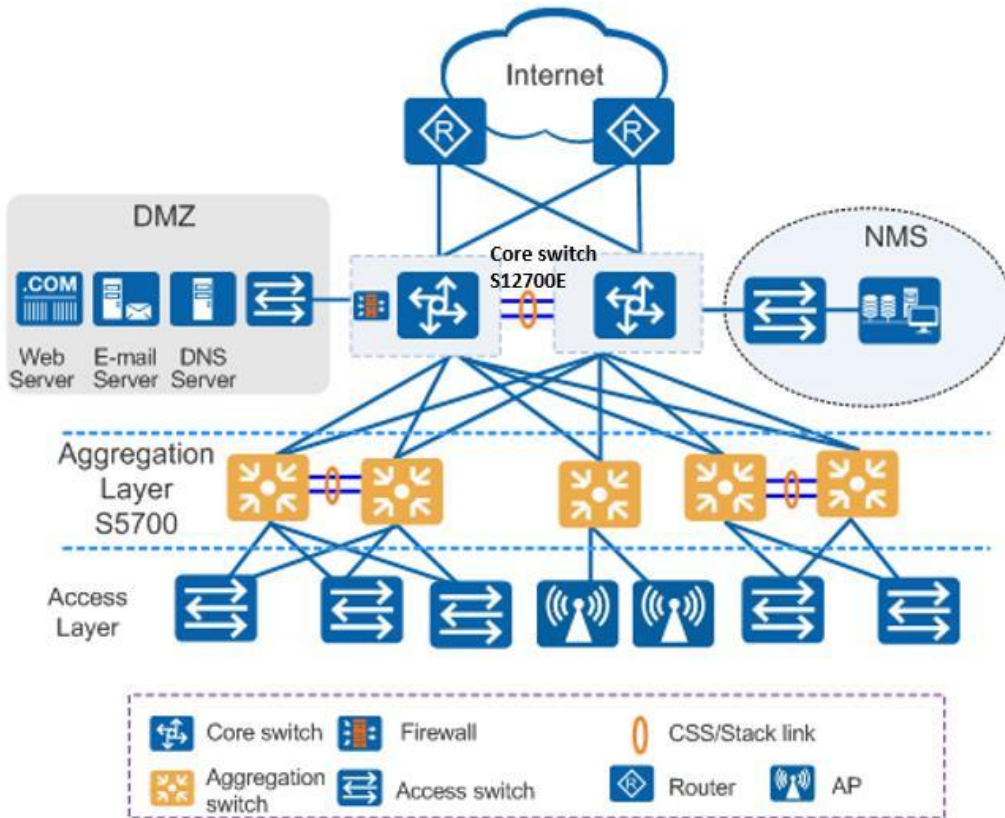 Internet
R
R
DMZ
NMS
Core switch
S12700E
.COM
Web
Server
E-mail
Server
DNS
Server
Aggregation
Layer
S5700
Access
Layer
Core switch
Firewall
CSS/Stack link
Aggregation
switch
Access switch
R
Router
AP